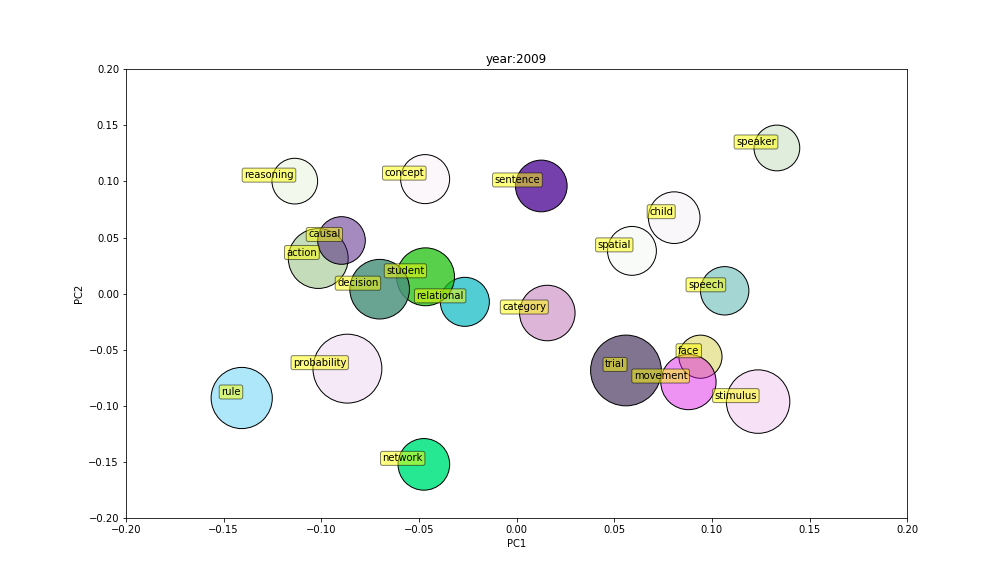 year:2009
0.20
0.15
0.10
0.05
0.00
−0.05
−0.10
−0.15
−0.20
PC2
speaker
reasoning
concept
sentence
child
causal
spatial
action
student
decision
speech
relational
category
face
probability
trial
movement
rule
stimulus
network
−0.20
−0.15
−0.10
−0.05
0.00
0.05
0.10
0.15
0.20
PC1